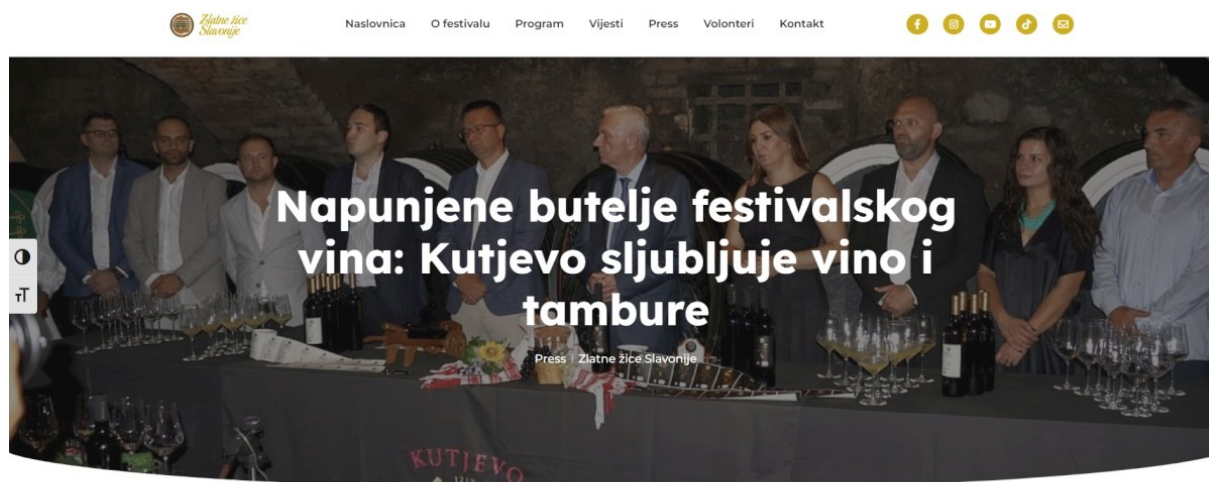 Zlatne žice
Slavonije
Naslovnica O festivalu Program Vijesti Press Volonteri Kontakt
Napunjene butelje festivalskog
vina: Kutjevo sljubljuje vino i
tambure
Press | Zlatne žice Slavonije
KUTJEVO